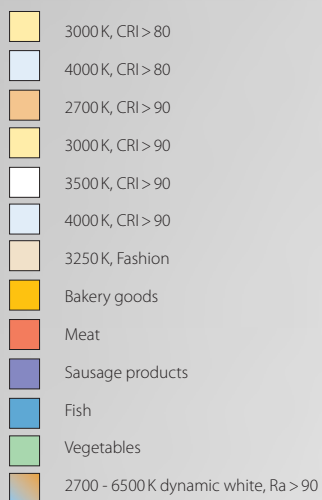 3000 K, CRI > 80
4000 K, CRI > 80
2700 K, CRI > 90
3000 K, CRI > 90
3500 K, CRI > 90
4000 K, CRI > 90
3250 K, Fashion
Bakery goods
Meat
Sausage products
Fish
Vegetables
2700 - 6500 K dynamic white, Ra > 90